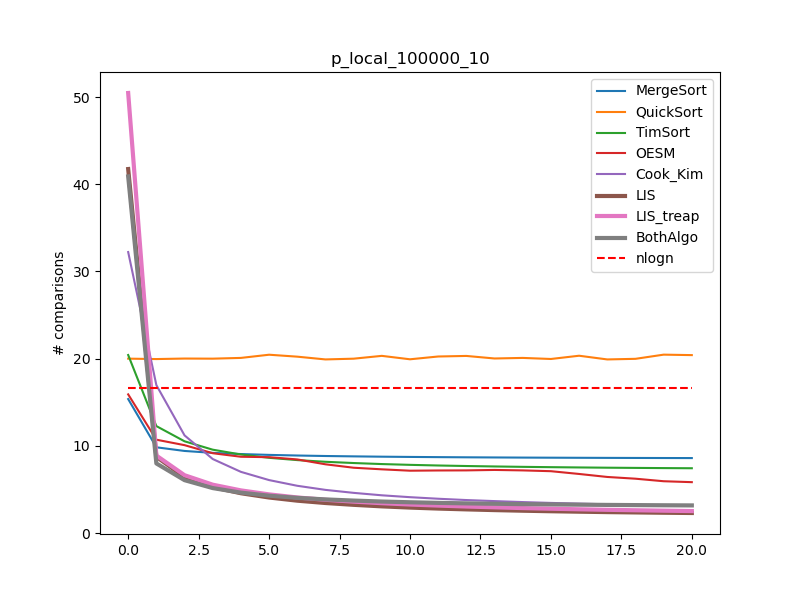 p_local_100000_10
# comparisons
50
40
30
20
10
0
0.0 2.5 5.0 7.5 10.0 12.5 15.0 17.5 20.0
MergeSort
QuickSort
TimSort
OESM
Cook_Kim
LIS
LIS_treap
BothAlgo
nlogn